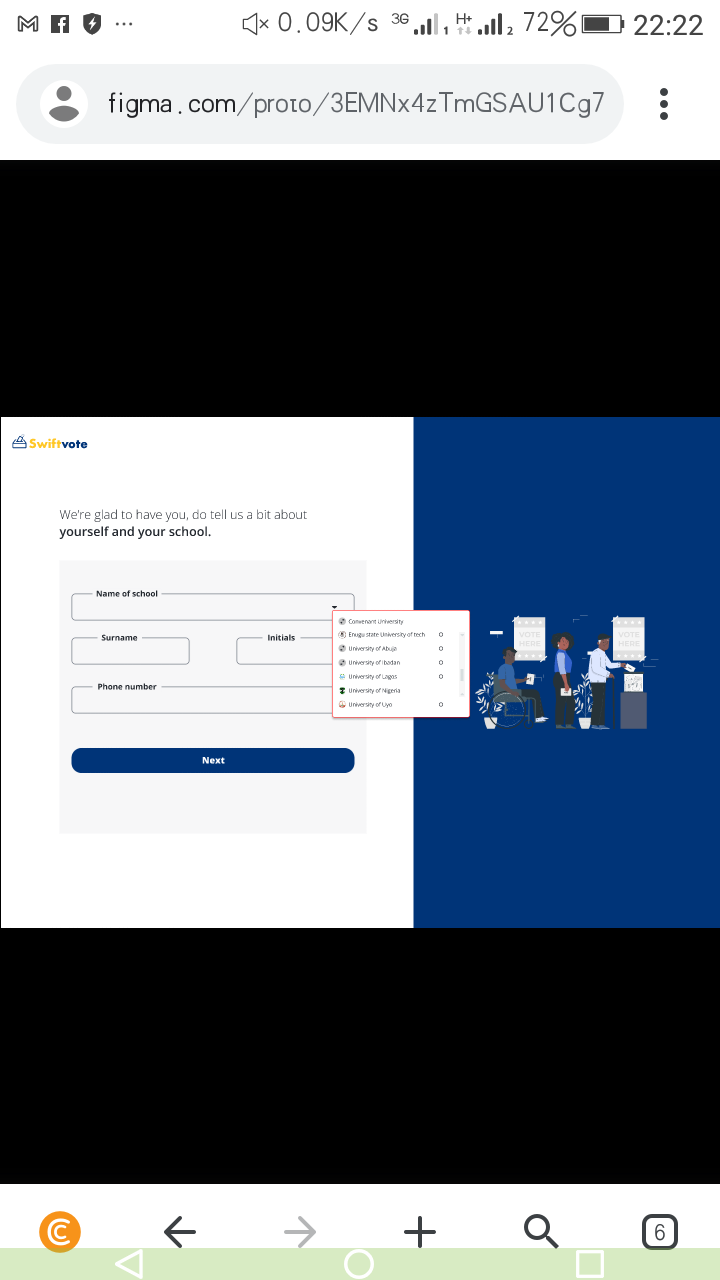 0.09K/s 3G 1 H+ 2 72% 22:22
figma.com/proto/3EMNx4zTmGSAU1Cg7
Swiftvote
We're glad to have you, do tell us a bit about
yourself and your school.
Name of school
Surname
Initials
Phone number
Next
Convenant University
Enugu state University of tech
University of Abuja
University of Ibadan
University of Lagos
University of Nigeria
University of Uyo
VOTE
HERE
VOTE
HERE
6